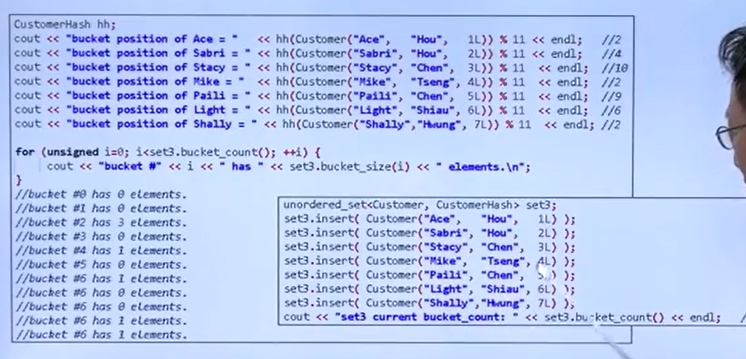 CustomerHash hh;
cout << "bucket position of Ace = " << hh(Customer("Ace", "Hou", 1L)) % 11 << endl; //2
cout << "bucket position of Sabri = " << hh(Customer("Sabri", "Hou", 2L)) % 11 << endl; //4
cout << "bucket position of Stacy = " << hh(Customer("Stacy", "Chen", 3L)) % 11 << endl; //10
cout << "bucket position of Mike = " << hh(Customer("Mike", "Tseng", 4L)) % 11 << endl; //2
cout << "bucket position of Paili = " << hh(Customer("Paili", "Chen", 5L)) % 11 << endl; //9
cout << "bucket position of Light = " << hh(Customer("Light", "Shiau", 6L)) % 11 << endl; //6
cout << "bucket position of Shally = " << hh(Customer("Shally","Hwung", 7L)) % 11 << endl; //2
for (unsigned i=0; i<set3.bucket_count(); ++i) {
cout << "bucket #" << i << " has " << set3.bucket_size(i) << " elements.\n";
}
//bucket #0 has 0 elements.
//bucket #1 has 0 elements.
//bucket #2 has 3 elements.
//bucket #3 has 0 elements.
//bucket #4 has 1 elements.
//bucket #5 has 0 elements.
//bucket #6 has 1 elements.
//bucket #6 has 0 elements.
//bucket #6 has 0 elements.
//bucket #6 has 1 elements.
//bucket #6 has 1 elements.
unordered_set<Customer, CustomerHash> set3;
set3.insert( Customer("Ace", "Hou", 1L) );
set3.insert( Customer("Sabri", "Hou", 2L) );
set3.insert( Customer("Stacy", "Chen", 3L) );
set3.insert( Customer("Mike", "Tseng", 4L) );
set3.insert( Customer("Paili", "Chen", 5L) );
set3.insert( Customer("Light", "Shiau", 6L) );
set3.insert( Customer("Shally","Hwung", 7L) );
cout << "set3 current bucket_count: " << set3.bucket_count() << endl; /